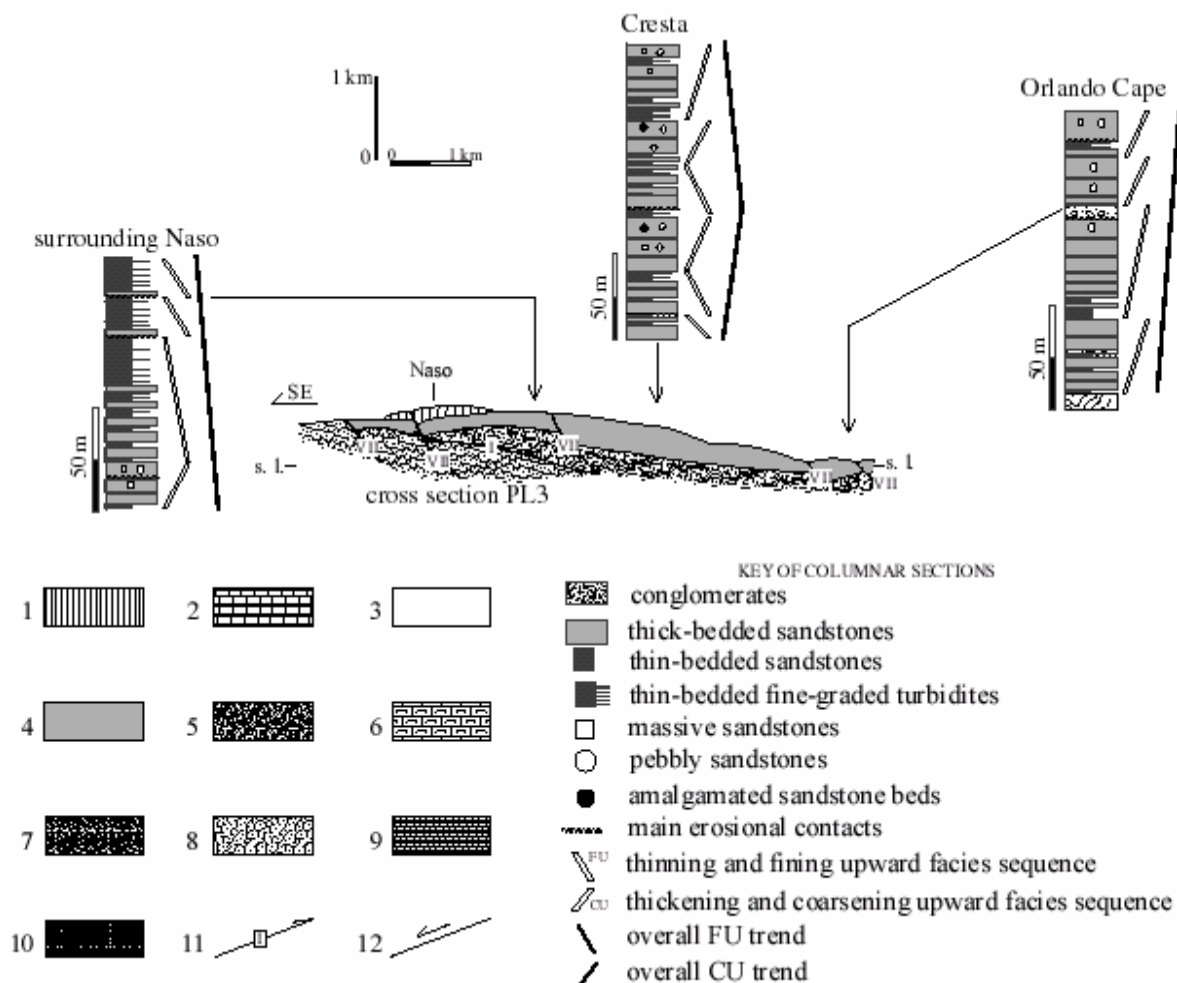 Cresta
1 km
0
0 1 km
Orlando Cape
surrounding Naso
50 m
50 m
50 m
Naso
SE
s. l.
s. l.
VII
VII
I
VII
VII
VII
cross section PL3
KEY OF COLUMNAR SECTIONS
conglomerates
thick-bedded sandstones
thin-bedded sandstones
thin-bedded fine-graded turbidites
massive sandstones
pebbly sandstones
amalgamated sandstone beds
main erosional contacts
FU thinning and fining upward facies sequence
CU thickening and coarsening upward facies sequence
overall FU trend
overall CU trend
1 2 3
4 5 6
7 8 9
10 11 I 12